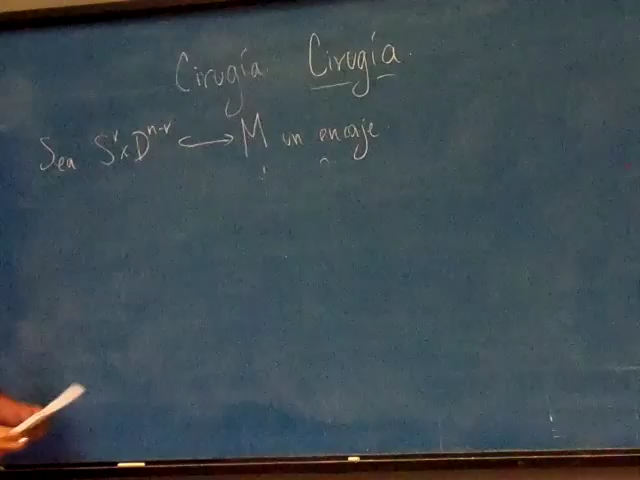 Cirugía Cirugía.
Sea S^r x D^{n-r} ↪ M un encaje